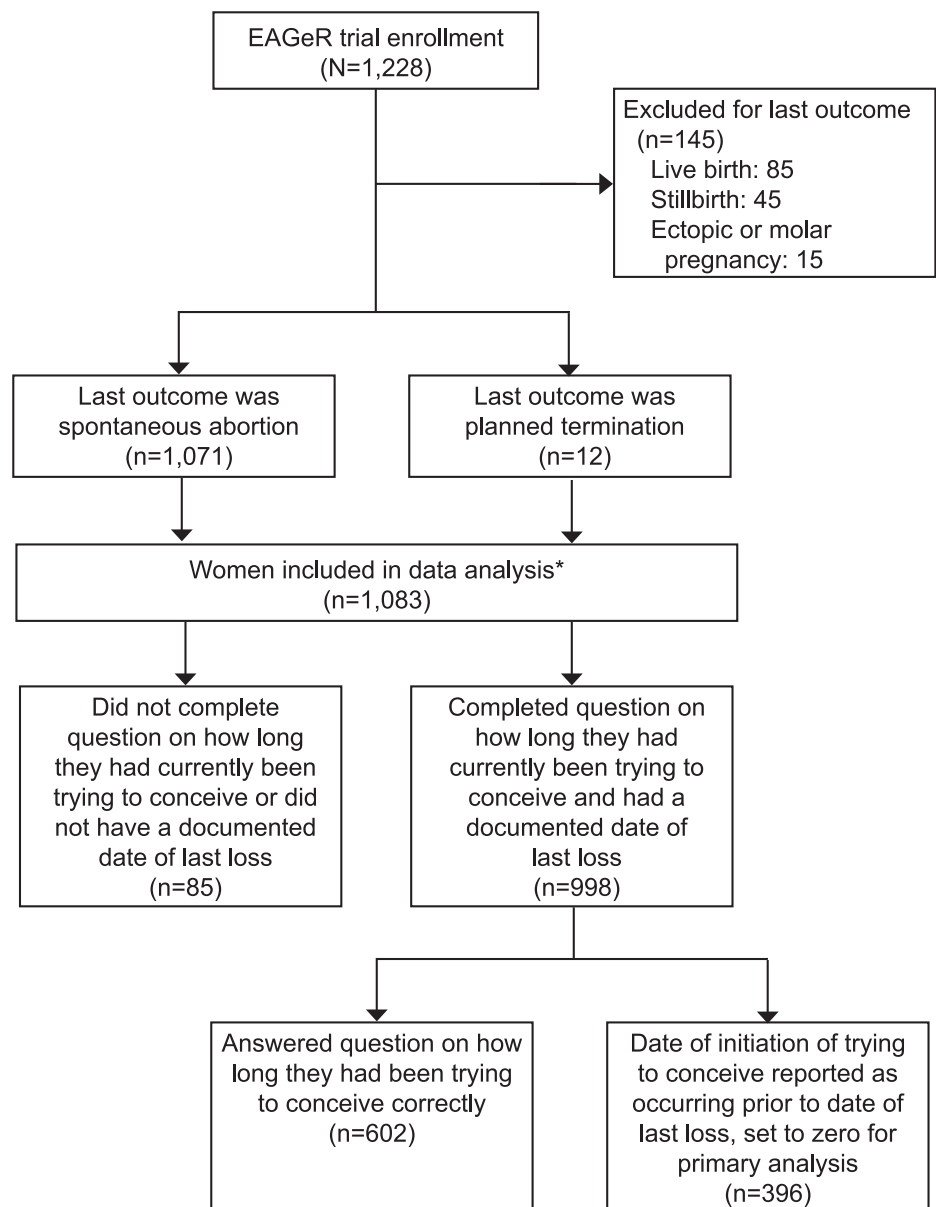 EAGeR trial enrollment
(N=1,228)
Excluded for last outcome
(n=145)
Live birth: 85
Stillbirth: 45
Ectopic or molar
pregnancy: 15
Last outcome was
spontaneous abortion
(n=1,071)
Last outcome was
planned termination
(n=12)
Women included in data analysis*
(n=1,083)
Did not complete
question on how long
they had currently been
trying to conceive or did
not have a documented
date of last loss
(n=85)
Completed question on
how long they had
currently been trying to
conceive and had a
documented date of
last loss
(n=998)
Answered question on how
long they had been trying
to conceive correctly
(n=602)
Date of initiation of trying
to conceive reported as
occurring prior to date of
last loss, set to zero for
primary analysis
(n=396)